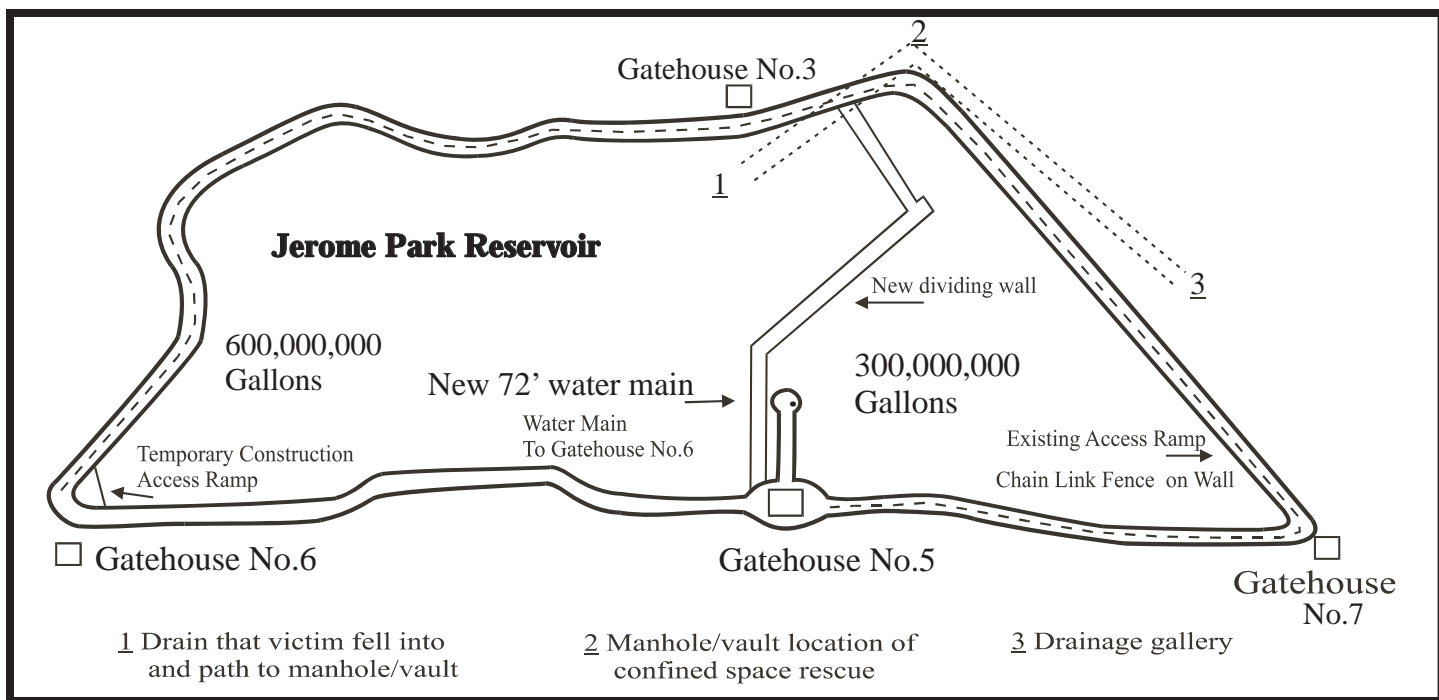 2
Gatehouse No.3
1
Jerome Park Reservoir
New dividing wall
3
600,000,000
Gallons
300,000,000
Gallons
New 72’ water main
Water Main
To Gatehouse No.6
Existing Access Ramp
Chain Link Fence on Wall
Temporary Construction
Access Ramp
Gatehouse No.6
Gatehouse No.5
Gatehouse
No.7
1 Drain that victim fell into
and path to manhole/vault
2 Manhole/vault location of
confined space rescue
3 Drainage gallery